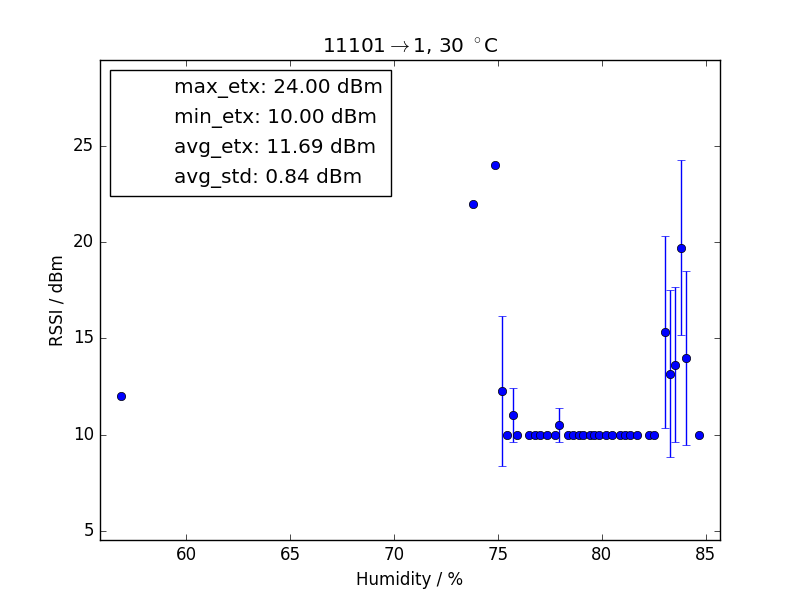 11101→1, 30 °C
max_etx: 24.00 dBm
min_etx: 10.00 dBm
avg_etx: 11.69 dBm
avg_std: 0.84 dBm
RSSI / dBm
25
20
15
10
5
60 65 70 75 80 85
Humidity / %